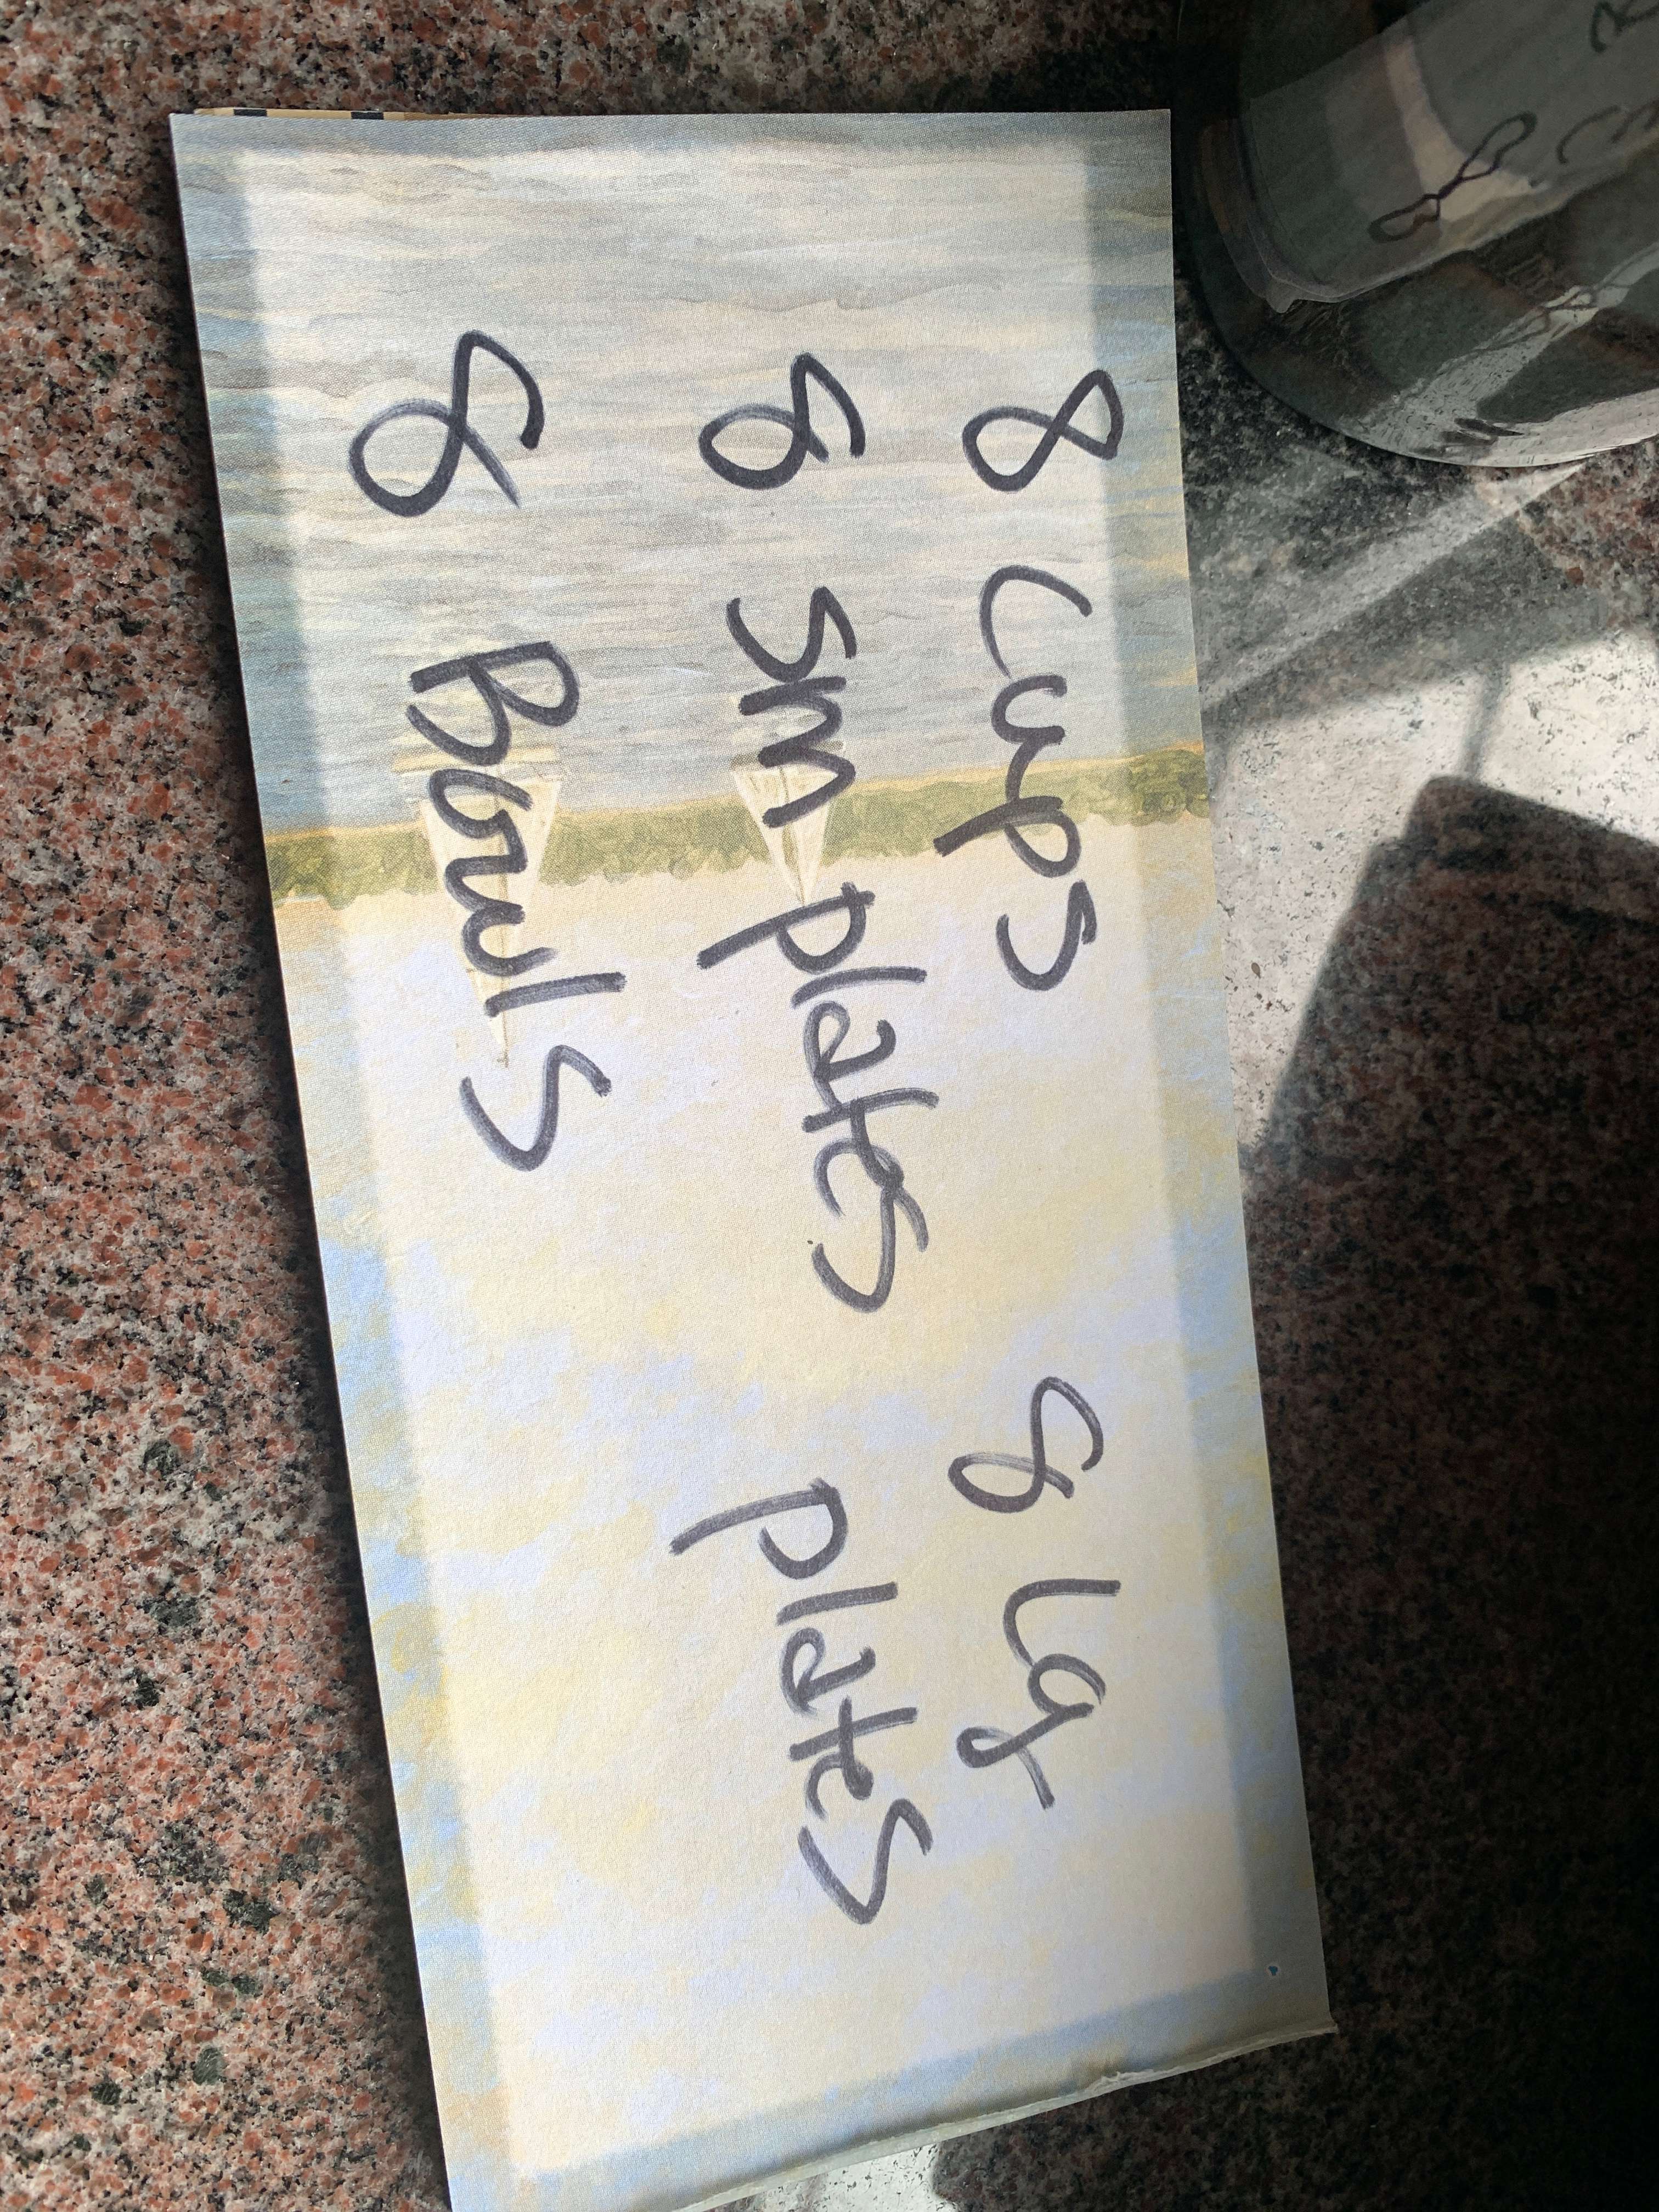 8 cups 8 Lg
8 sm plates plates
8 Bowls